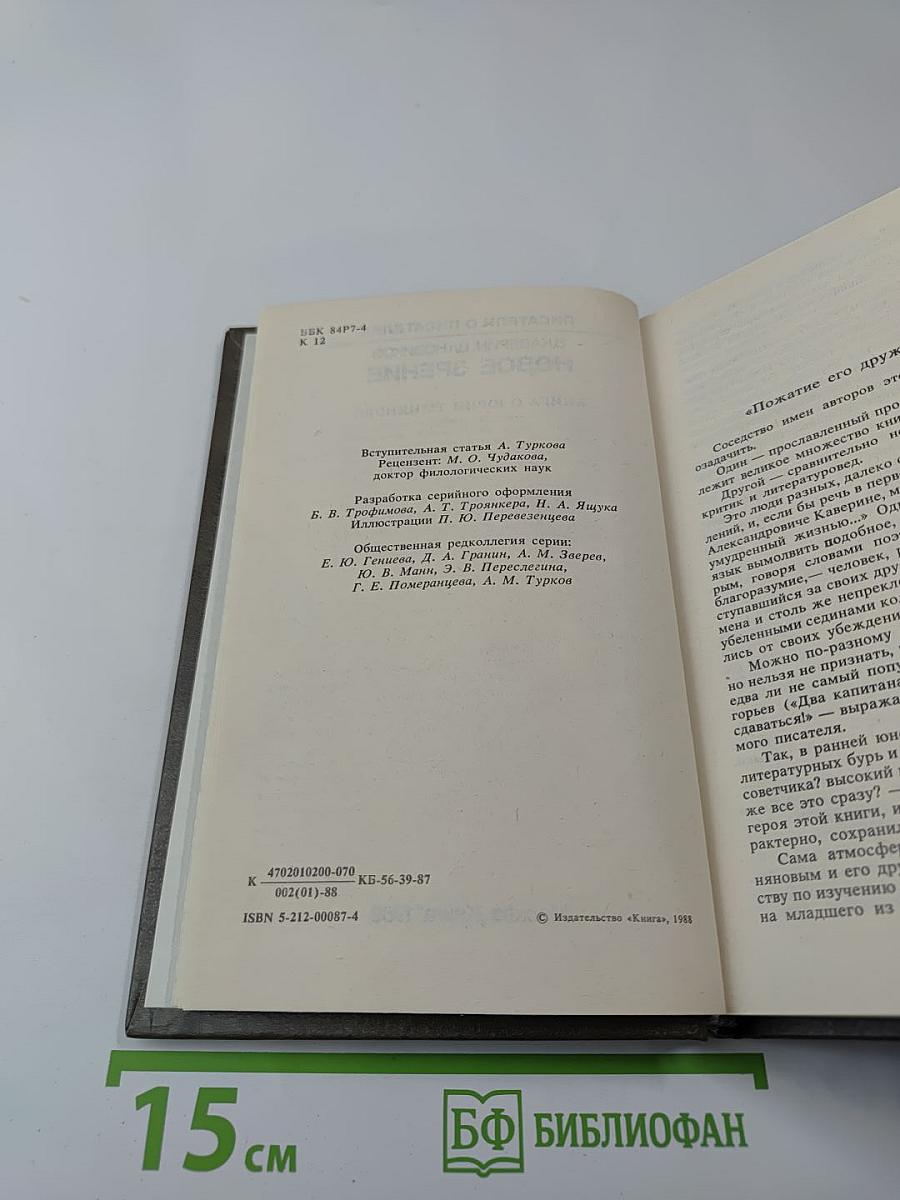 ББК 84Р7-4
К 12
Вступительная статья А. Туркова
Рецензент: М. О. Чудакова,
доктор филологических наук
Разработка серийного оформления
Б. В. Трофимова, А. Т. Троянкера, Н. А. Ящука
Иллюстрации П. Ю. Перевезенцева
Общественная редколлегия серии:
Е. Ю. Гениева, Д. А. Гранин, А. М. Зверев,
Ю. В. Манн, Э. В. Переслегина,
Г. Е. Померанцева, А. М. Турков
4702010200-070
К КБ-56-39-87
002(01)-88
ISBN 5-212-00087-4 © Издательство «Книга», 1988
«Пожатие его друж
Соседство имен авторов это
озадачить.
Один — прославленный про
лежит великое множество кни
Другой — сравнительно не
критик и литературовед.
Это люди разных, далеко о
лений, и, если бы речь в перв
Александровиче Каверине, м
умудренный жизнью...» Од
язык вымолвить подобное,
рым, говоря словами поэ
благоразумие,— человек,
ступавшийся за своих дру
мена и столь же непрекл
убеленными сединами кол
лись от своих убеждени
Можно по-разному
но нельзя не признать,
едва ли не самый попу
горьев («Два капитана
сдаваться!» — выража
мого писателя.
Так, в ранней юно
литературных бурь и
советчика? высокий
же все это сразу? —
героя этой книги, и
рактерно, сохранил
Сама атмосфер
няновым и его дру
ству по изучению
на младшего из
15 см
БФ БИБЛИОФАН